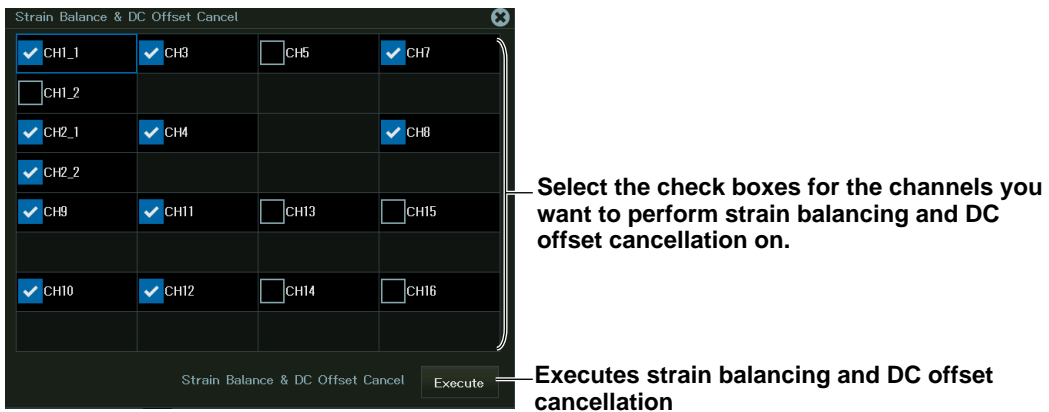 Strain Balance & DC Offset Cancel
CH1_1 CH3 CH5 CH7
CH1_2
CH2_1 CH4 CH8
CH2_2
CH9 CH11 CH13 CH15
CH10 CH12 CH14 CH16
Strain Balance & DC Offset Cancel Execute
Select the check boxes for the channels you
want to perform strain balancing and DC
offset cancellation on.
Executes strain balancing and DC offset
cancellation